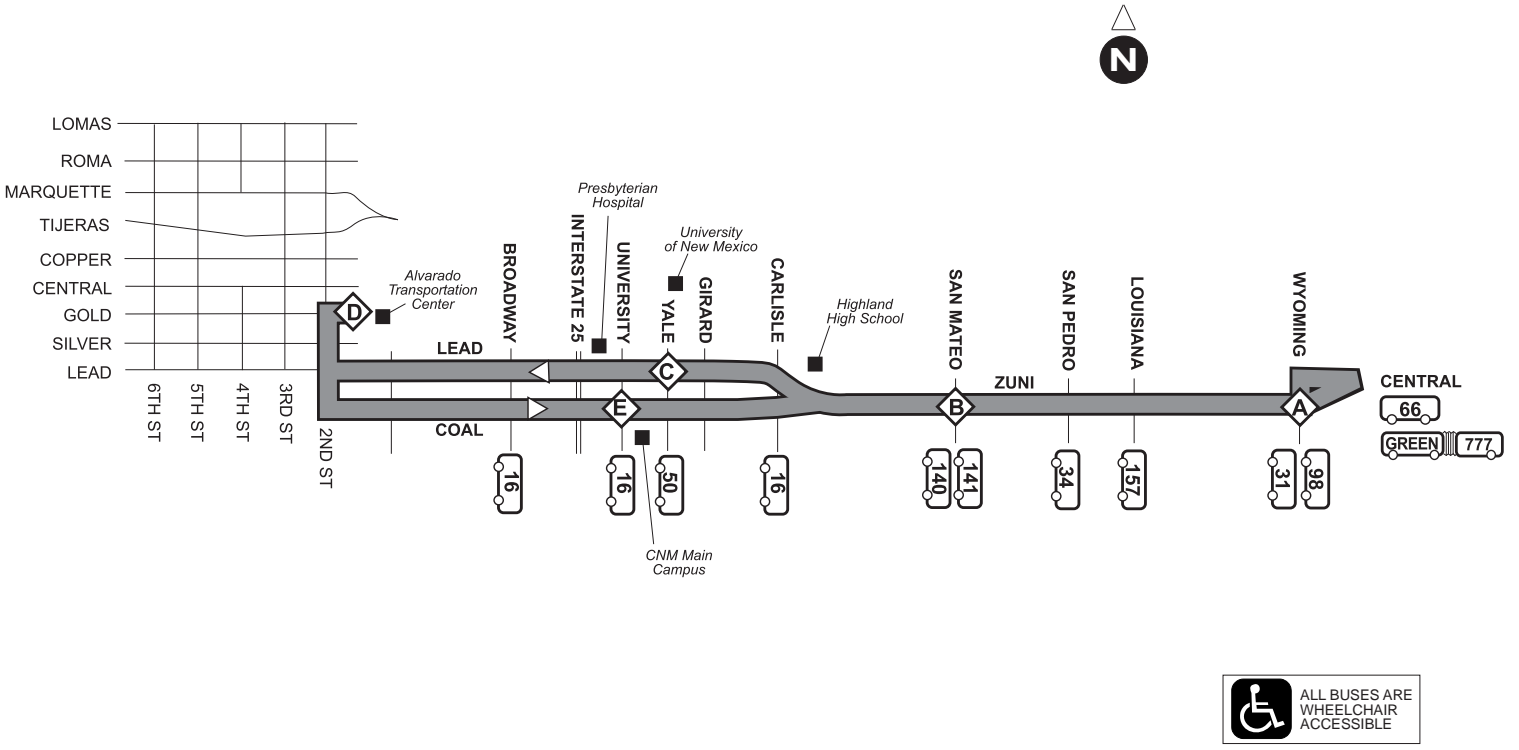 N
LOMAS
ROMA
MARQUETTE
TIJERAS
COPPER
CENTRAL
GOLD
SILVER
LEAD
6TH ST
5TH ST
4TH ST
3RD ST
2ND ST
D
Alvarado
Transportation
Center
LEAD
COAL
BROADWAY
INTERSTATE 25
Presbyterian
Hospital
UNIVERSITY
University
of New Mexico
YALE
GIRARD
CARLISLE
Highland
High School
C
E
CNM Main
Campus
SAN MATEO
SAN PEDRO
LOUISIANA
WYOMING
ZUNI
B
A
CENTRAL
66
GREEN 777
16
16
50
16
140
141
34
157
31
98
ALL BUSES ARE
WHEELCHAIR
ACCESSIBLE